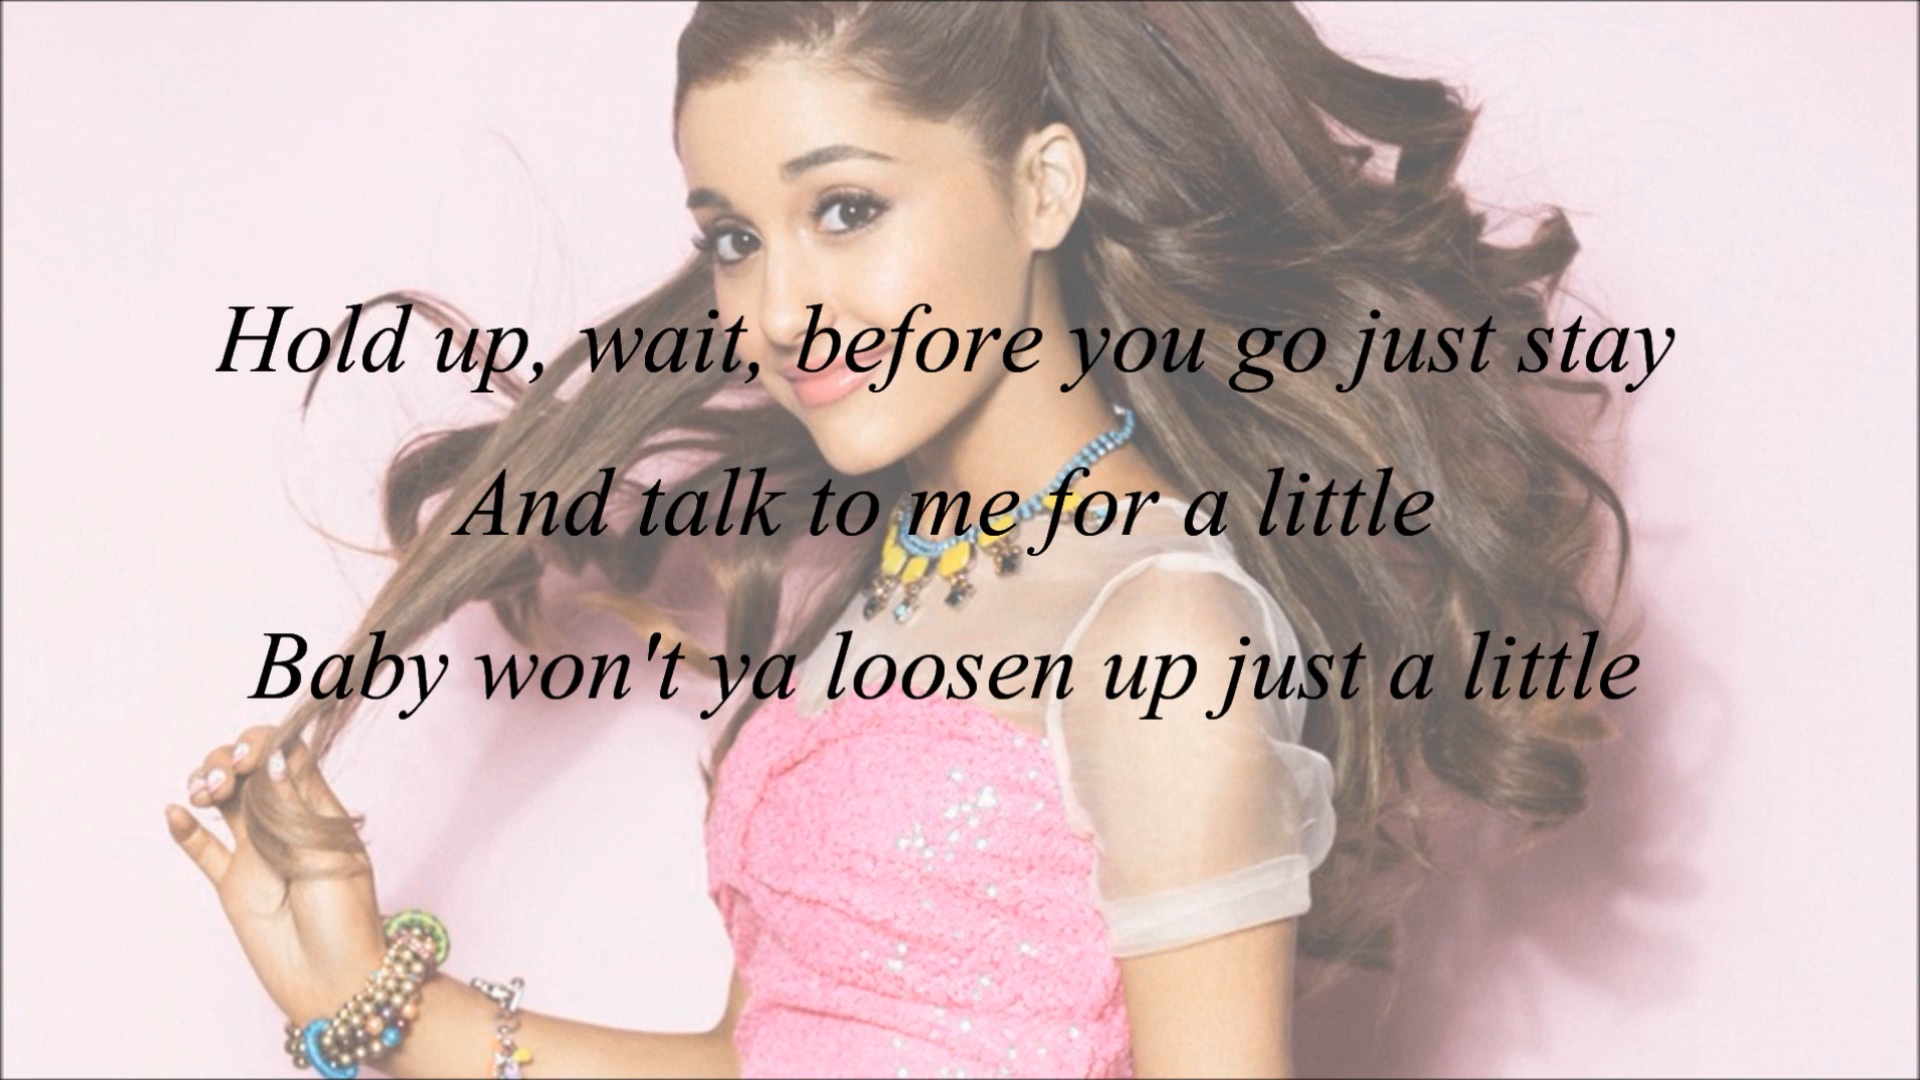 Hold up, wait, before you go just stay
And talk to me for a little
Baby won't ya loosen up just a little